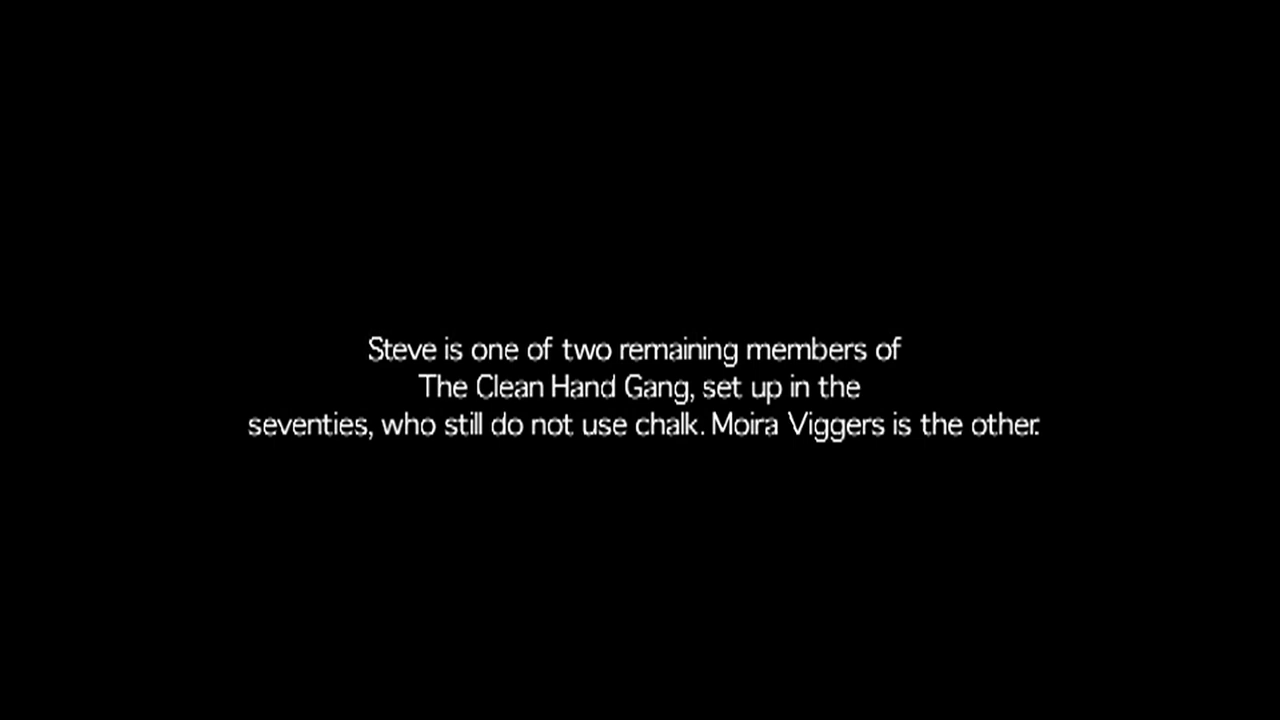 Steve is one of two remaining members of
The Clean Hand Gang, set up in the
seventies, who still do not use chalk. Moira Viggers is the other.